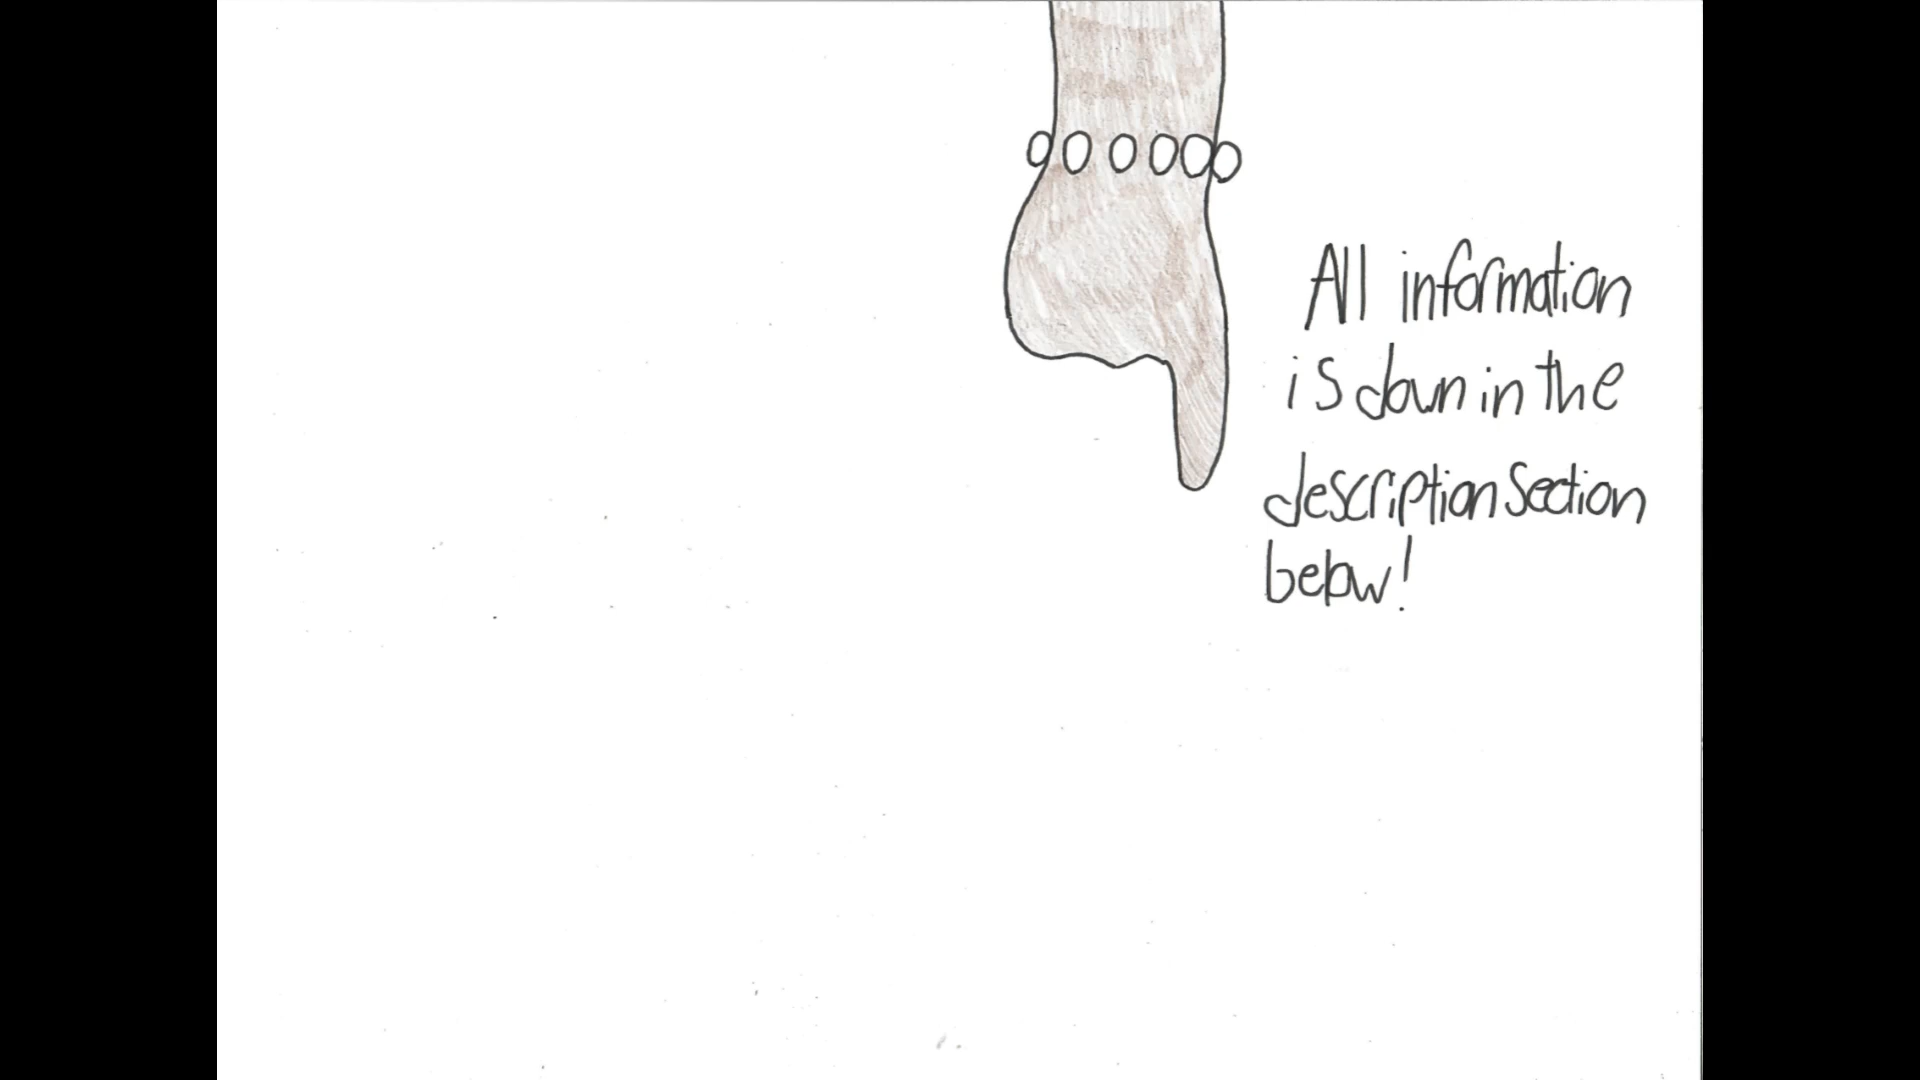 All information
is down in the
description section
below!